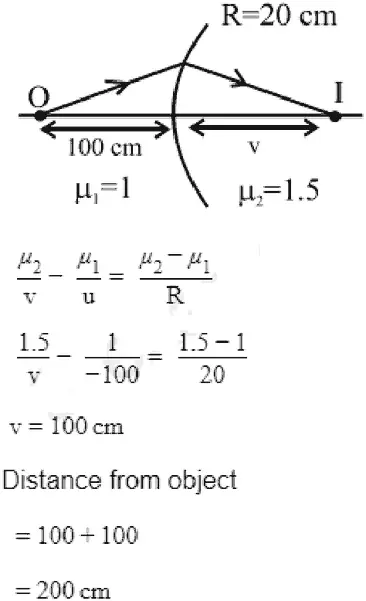 R=20 cm
O
I
100 cm
v
μ₁=1
μ₂=1.5
μ₂/v − μ₁/u = (μ₂ − μ₁)/R
1.5/v − 1/−100 = (1.5 − 1)/20
v = 100 cm
Distance from object
= 100 + 100
= 200 cm